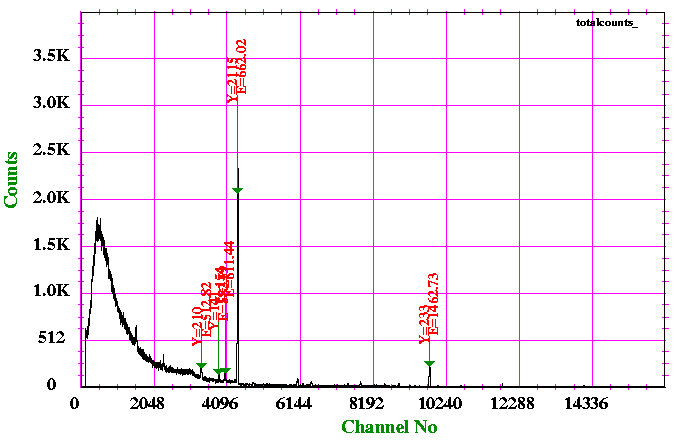 totalcounts_
3.5K
3.0K
2.5K
2.0K
1.5K
1.0K
512
0
Counts
Y=210
E=512.82
E=611.44
Y=2115
E=662.02
Y=233
E=1462.73
0
2048
4096
6144
8192
10240
12288
14336
Channel No